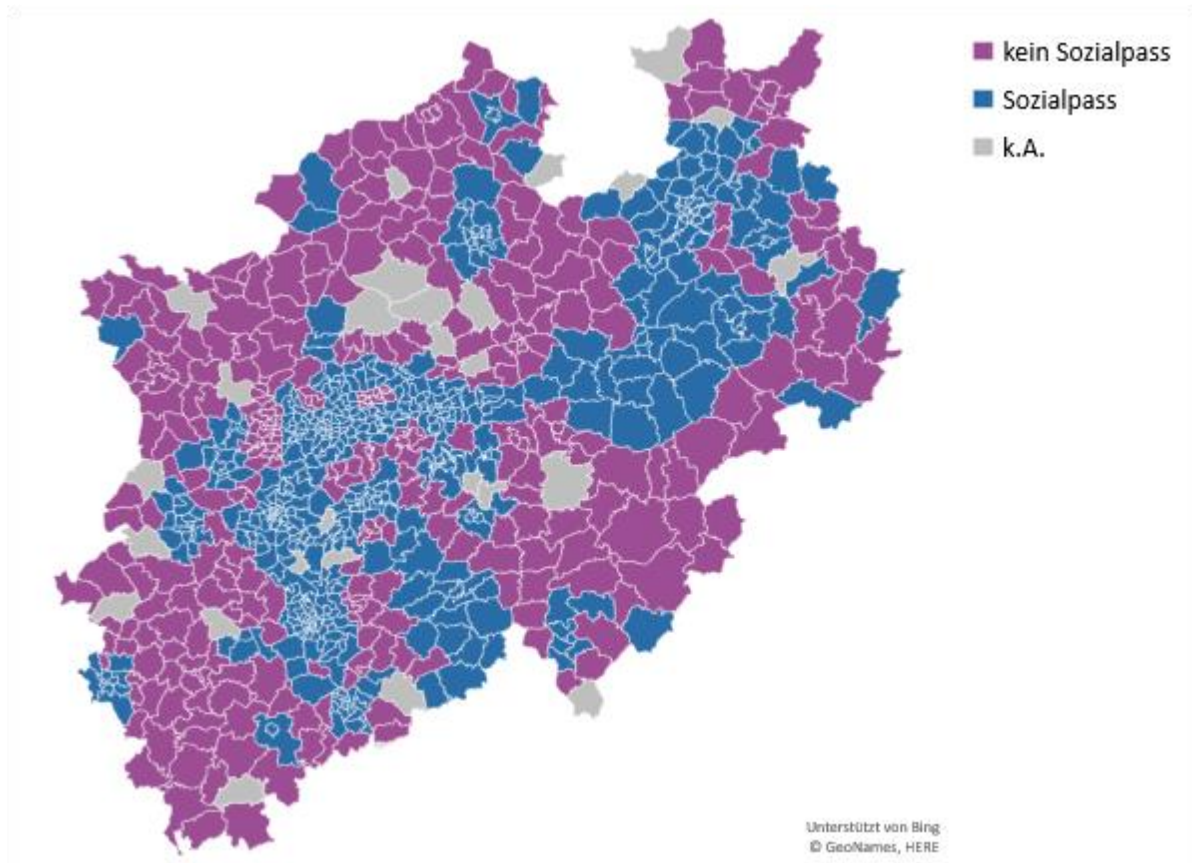 kein Sozialpass
Sozialpass
k.A.
Unterstützt von Bing
© GeoNames, HERE